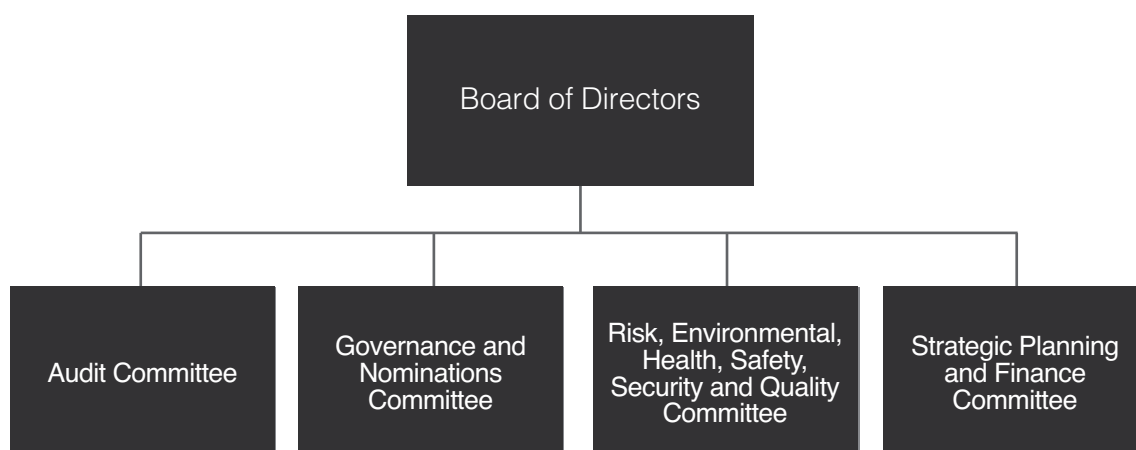 Board of Directors
Audit Committee
Governance and
Nominations
Committee
Risk, Environmental,
Health, Safety,
Security and Quality
Committee
Strategic Planning
and Finance
Committee